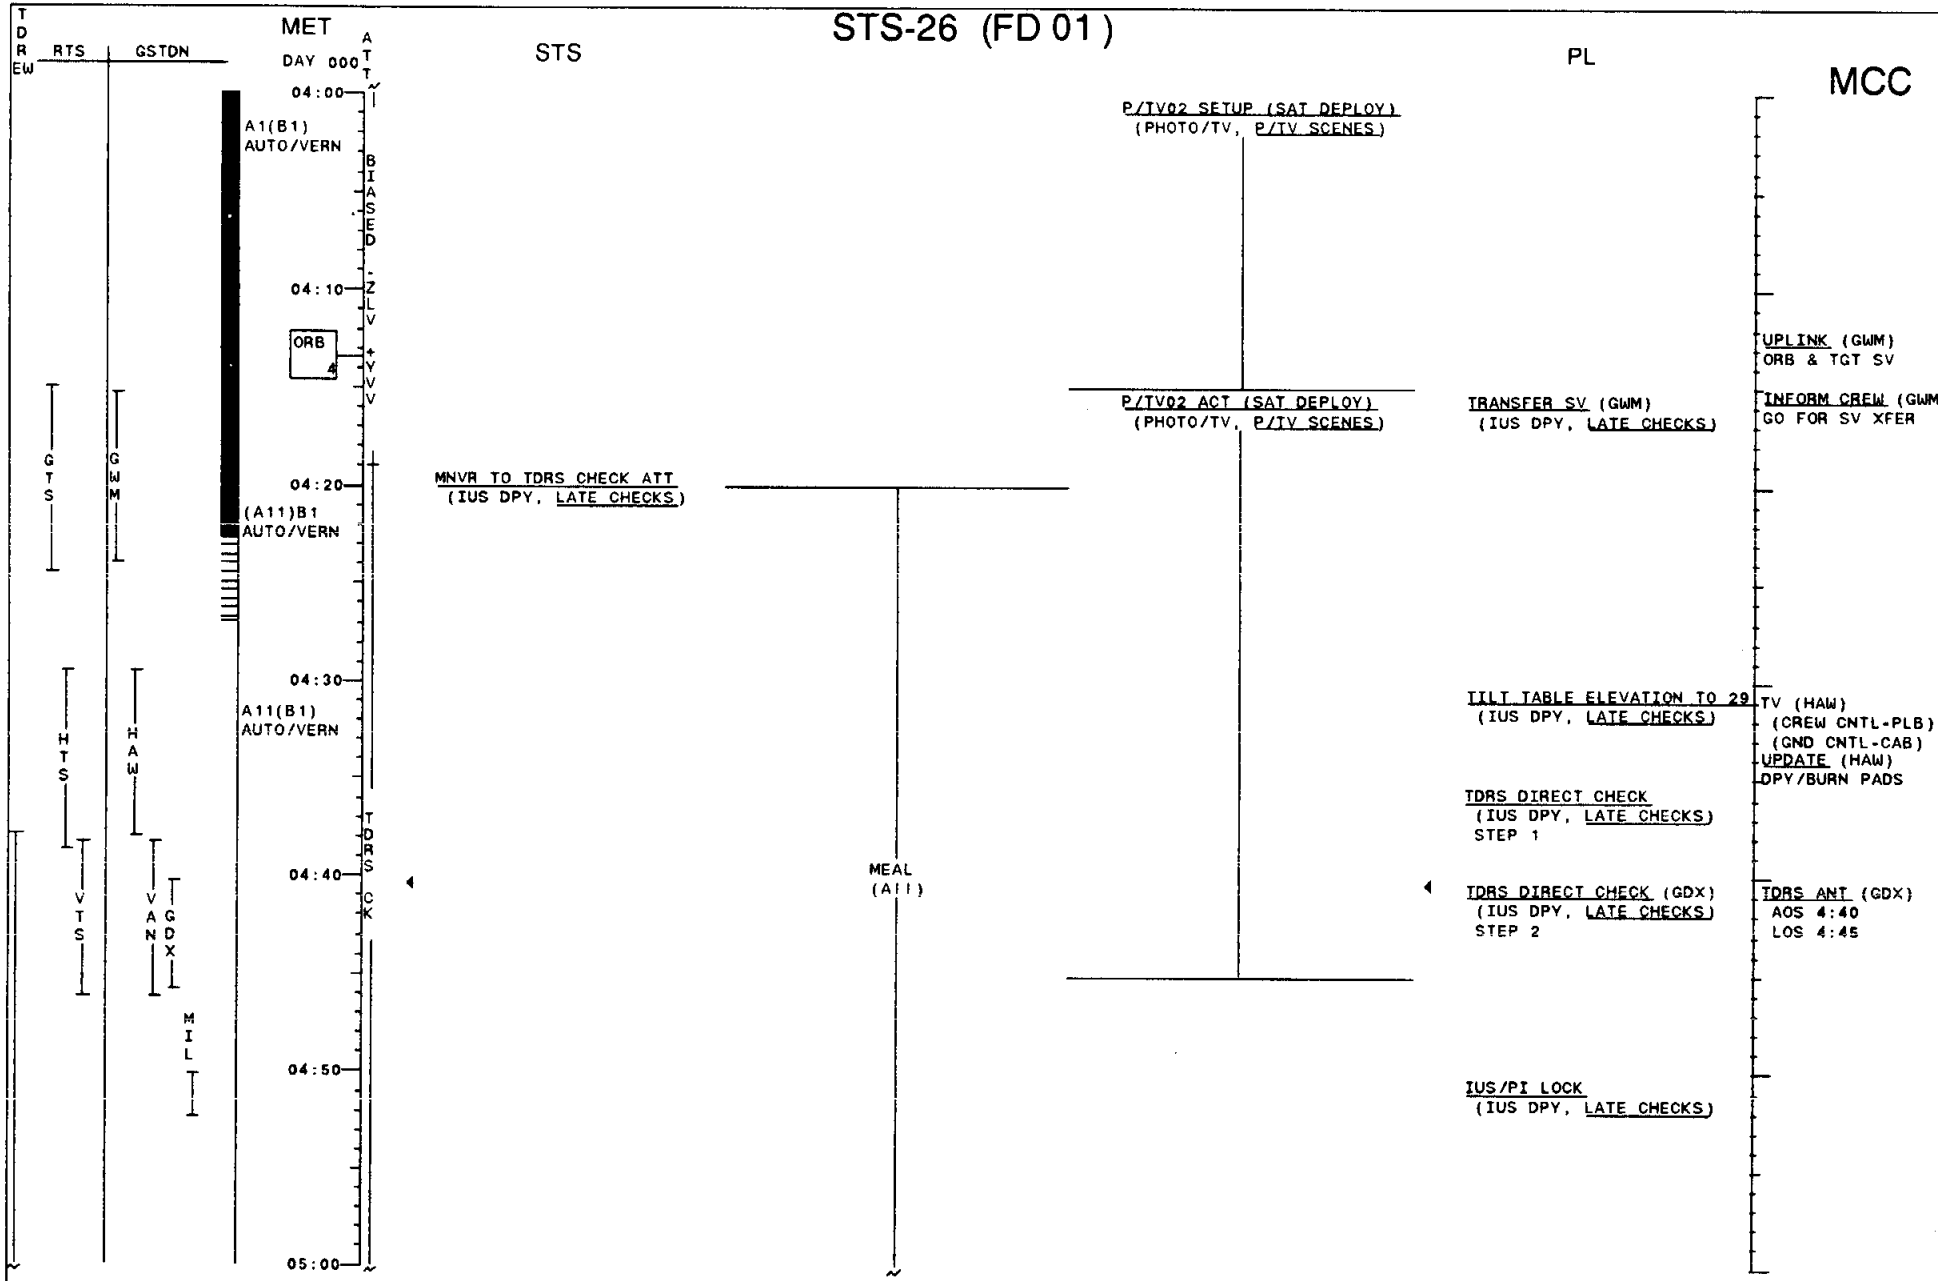 STS-26 (FD 01)
TDREW
RTS
GSTDN
MET
DAY 000
ATT
STS
PL
MCC
04:00
A1(B1)
AUTO/VERN
BIASED -ZLV +YVV
P/TV02 SETUP (SAT DEPLOY)
(PHOTO/TV, P/TV SCENES)
04:10
ORB
4
UPLINK (GWM)
ORB & TGT SV
P/TV02 ACT (SAT DEPLOY)
(PHOTO/TV, P/TV SCENES)
TRANSFER SV (GWM)
(IUS DPY, LATE CHECKS)
INFORM CREW (GWM
GO FOR SV XFER
GTS
GWM
04:20
MNVR TO TDRS CHECK ATT
(IUS DPY, LATE CHECKS)
(A11)B1
AUTO/VERN
04:30
A11(B1)
AUTO/VERN
HTS
HAW
TILT TABLE ELEVATION TO 29
(IUS DPY, LATE CHECKS)
TV (HAW)
(CREW CNTL-PLB)
(GND CNTL-CAB)
UPDATE (HAW)
DPY/BURN PADS
TDRS DIRECT CHECK
(IUS DPY, LATE CHECKS)
STEP 1
TDRS CK
04:40
MEAL
(All)
VTS
VAN
GDX
TDRS DIRECT CHECK (GDX)
(IUS DPY, LATE CHECKS)
STEP 2
TDRS ANT (GDX)
AOS 4:40
LOS 4:45
MIL
04:50
IUS/PI LOCK
(IUS DPY, LATE CHECKS)
05:00